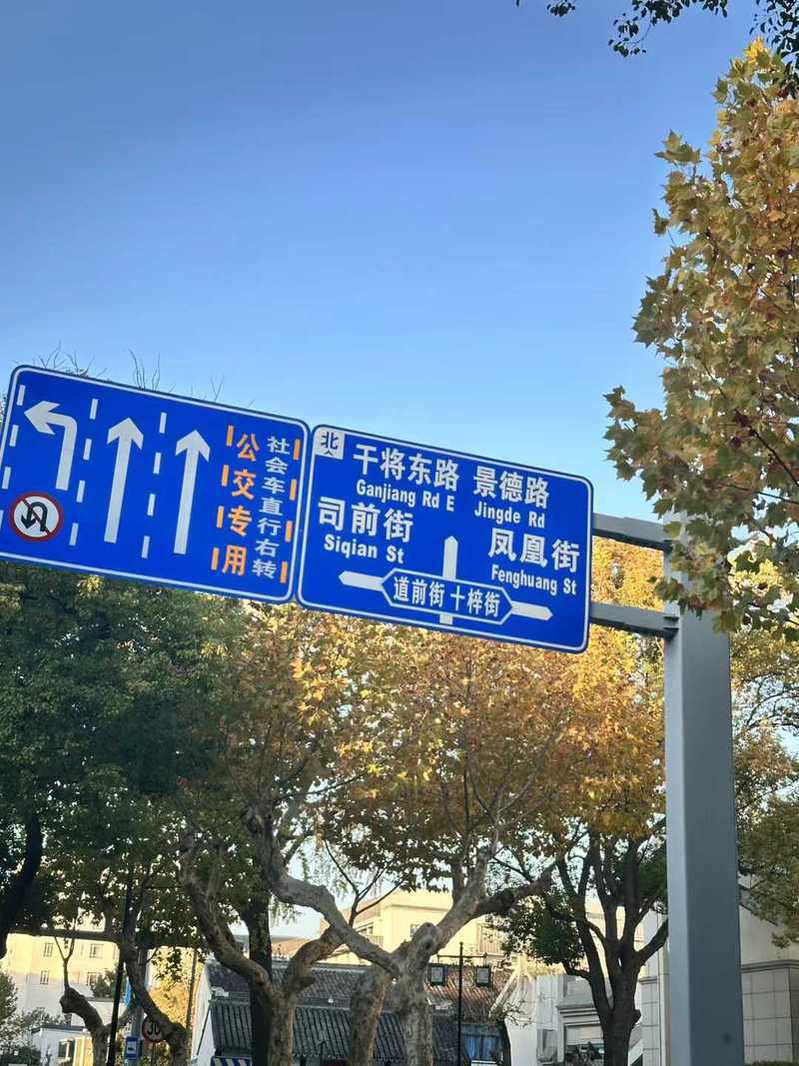 公交专用
社会车直行右转
北
干将东路 景德路
Ganjiang Rd E Jingde Rd
司前街
Siqian St
凤凰街
Fenghuang St
道前街 十梓街
30